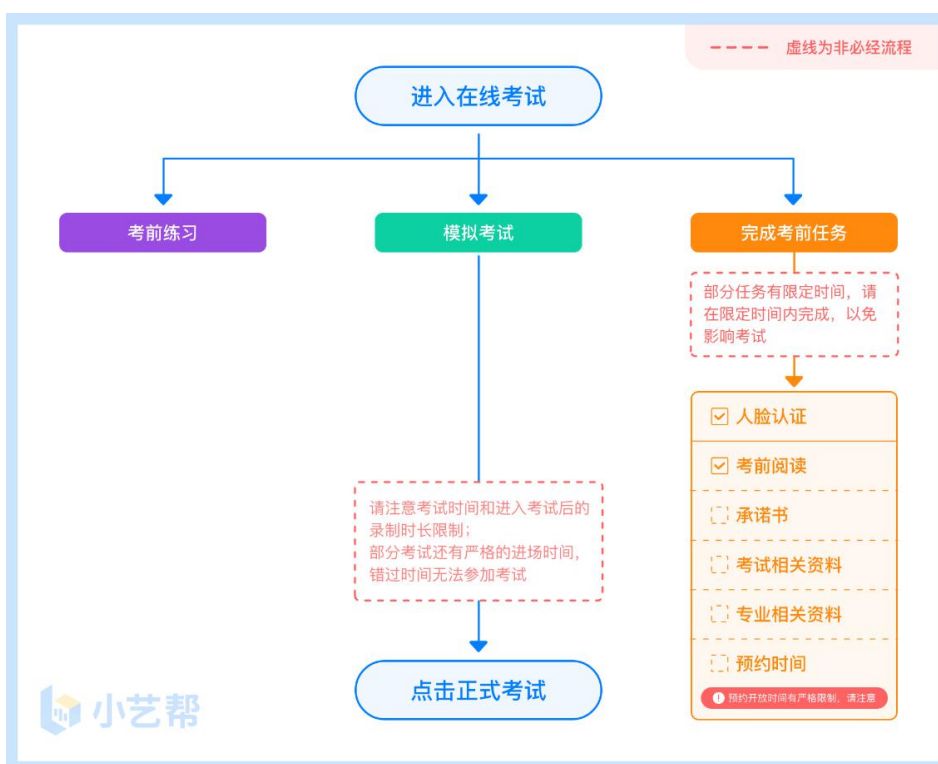 虚线为非必经流程
进入在线考试
考前练习
模拟考试
完成考前任务
部分任务有限定时间，请
在限定时间内完成，以免
影响考试
人脸认证
考前阅读
承诺书
考试相关资料
专业相关资料
预约时间
预约开放时间有严格限制，请注意
请注意考试时间和进入考试后的
录制时长限制；
部分考试还有严格的进场时间，
错过时间无法参加考试
点击正式考试
小艺帮